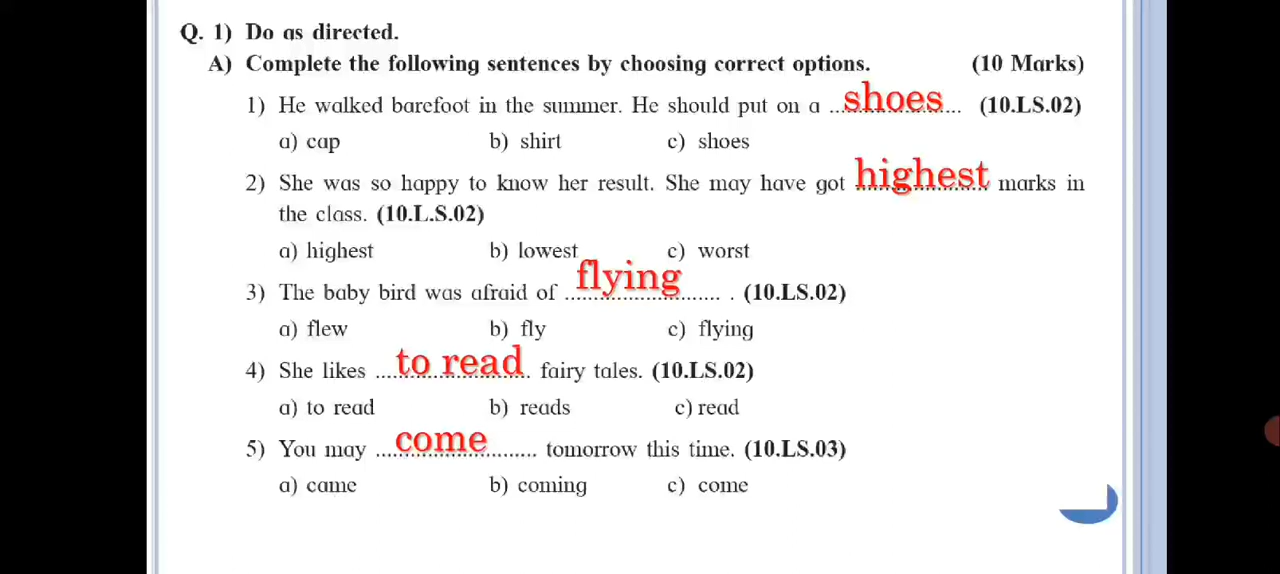 Q. 1) Do as directed.
A) Complete the following sentences by choosing correct options. (10 Marks)
1) He walked barefoot in the summer. He should put on a ...shoes... (10.LS.02)
a) cap b) shirt c) shoes
2) She was so happy to know her result. She may have got highest marks in
the class. (10.L.S.02)
a) highest b) lowest c) worst
3) The baby bird was afraid of ...flying... . (10.LS.02)
a) flew b) fly c) flying
4) She likes ...to read... fairy tales. (10.LS.02)
a) to read b) reads c) read
5) You may ...come... tomorrow this time. (10.LS.03)
a) came b) coming c) come